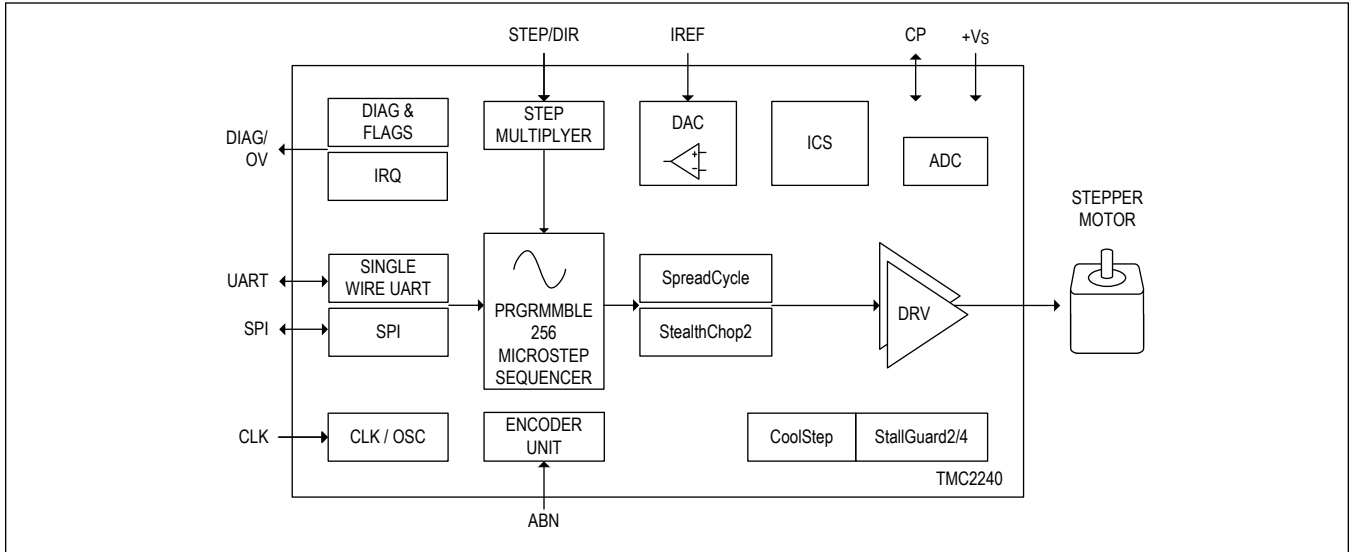 STEP/DIR
IREF
CP
+VS
DIAG &
FLAGS
IRQ
STEP
MULTIPLYER
DAC
+
-
ICS
ADC
DIAG/
OV
STEPPER
MOTOR
UART
SINGLE
WIRE UART
SPI
SPI
PRGRMMBLE
256
MICROSTEP
SEQUENCER
SpreadCycle
StealthChop2
DRV
CLK
CLK / OSC
ENCODER
UNIT
CoolStep
StallGuard2/4
TMC2240
ABN